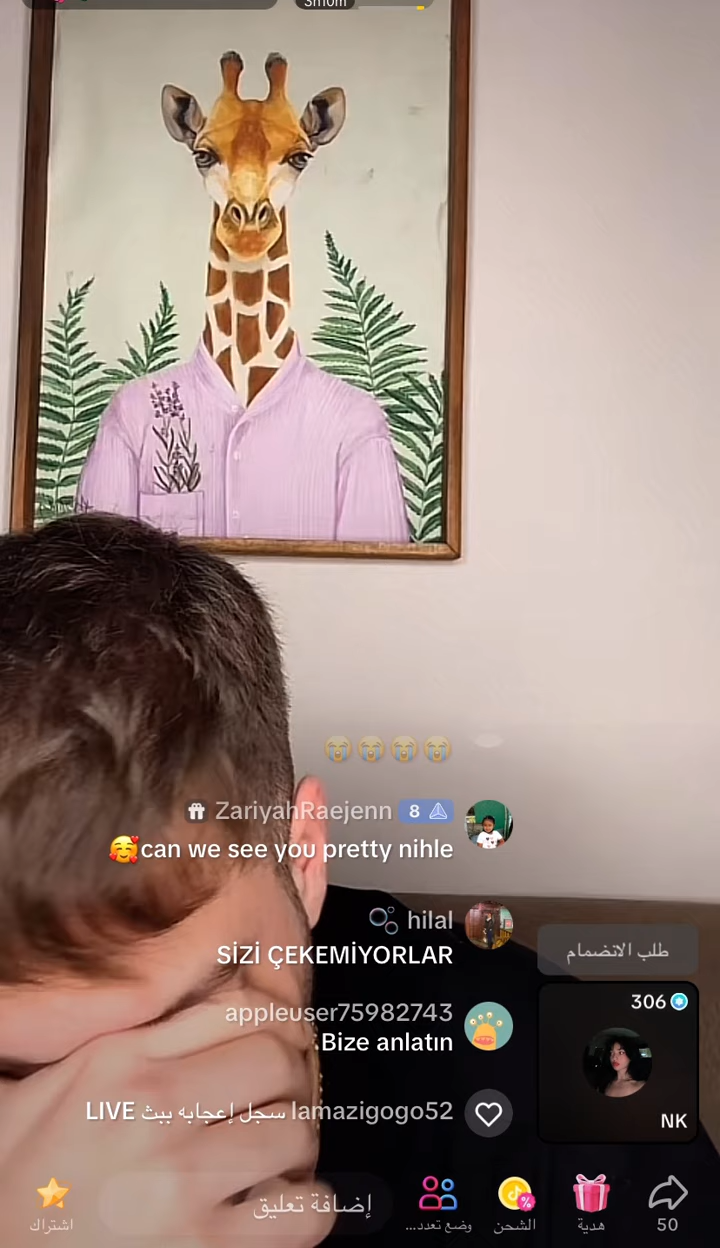 3m0m
ZariyahRaejenn 8
can we see you pretty nihle🥰
hilal
SİZİ ÇEKEMİYORLAR
appleuser75982743
Bize anlatın.
lamazigogo52 سجل إعجابه ببث LIVE
طلب الانضمام
306
NK
اشتراك
إضافة تعليق
وضع تعدد...
الشحن
هدية
50